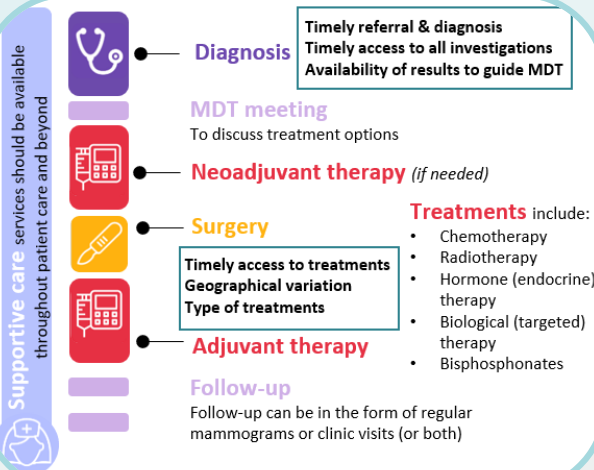 Supportive care services should be available
throughout patient care and beyond
Diagnosis
Timely referral & diagnosis
Timely access to all investigations
Availability of results to guide MDT
MDT meeting
To discuss treatment options
Neoadjuvant therapy (if needed)
Surgery
Timely access to treatments
Geographical variation
Type of treatments
Adjuvant therapy
Treatments include:
• Chemotherapy
• Radiotherapy
• Hormone (endocrine)
therapy
• Biological (targeted)
therapy
• Bisphosphonates
Follow-up
Follow-up can be in the form of regular
mammograms or clinic visits (or both)